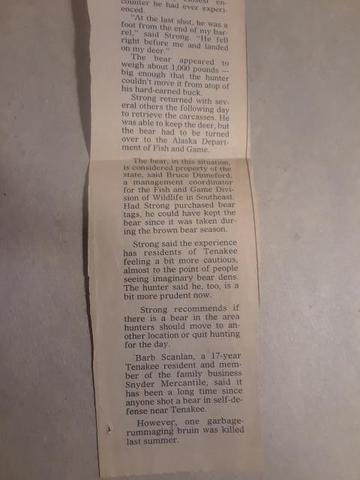 counter he had ever experi-
enced.
"At the last shot, he was a
foot from the end of my bar-
rel," said Strong. "He fell
right before me and landed
on my deer."
The bear appeared to
weigh about 1,000 pounds —
big enough that the hunter
couldn't move it from atop of
his hard-earned buck.
Strong returned with sev-
eral others the following day
to retrieve the carcasses. He
was able to keep the deer, but
the bear had to be turned
over to the Alaska Depart-
ment of Fish and Game.
The bear, in this situation,
is considered property of the
state, said Bruce Dinneford,
a management coordinator
for the Fish and Game Divi-
sion of Wildlife in Southeast.
Had Strong purchased bear
tags, he could have kept the
bear since it was taken dur-
ing the brown bear season.
Strong said the experience
has residents of Tenakee
feeling a bit more cautious,
almost to the point of people
seeing imaginary bear dens.
The hunter said he, too, is a
bit more prudent now.
Strong recommends if
there is a bear in the area
hunters should move to an-
other location or quit hunting
for the day.
Barb Scanlan, a 17-year
Tenakee resident and mem-
ber of the family business
Snyder Mercantile, said it
has been a long time since
anyone shot a bear in self-de-
fense near Tenakee.
However, one garbage-
rummaging bruin was killed
last summer.